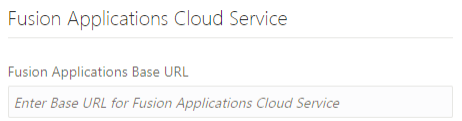 Fusion Applications Cloud Service
Fusion Applications Base URL
Enter Base URL for Fusion Applications Cloud Service